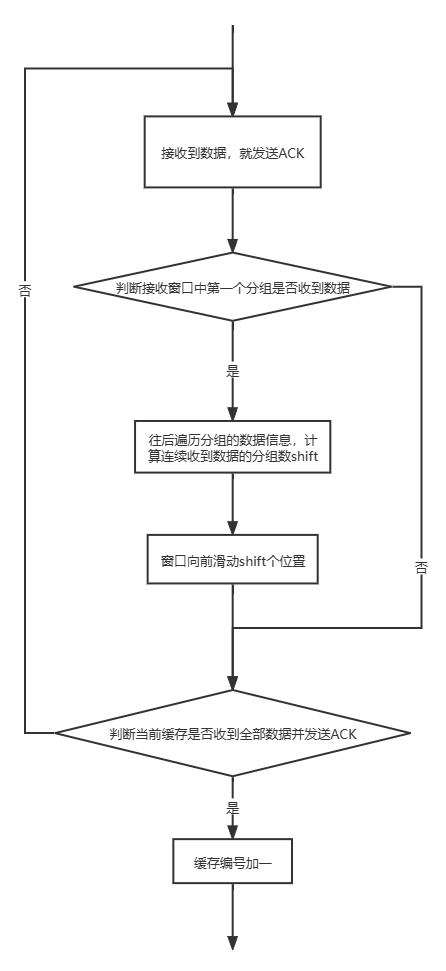 接收到数据，就发送ACK
判断接收窗口中第一个分组是否收到数据
否
是
往后遍历分组的数据信息，计
算连续收到数据的分组数shift
窗口向前滑动shift个位置
否
判断当前缓存是否收到全部数据并发送ACK
是
缓存编号加一